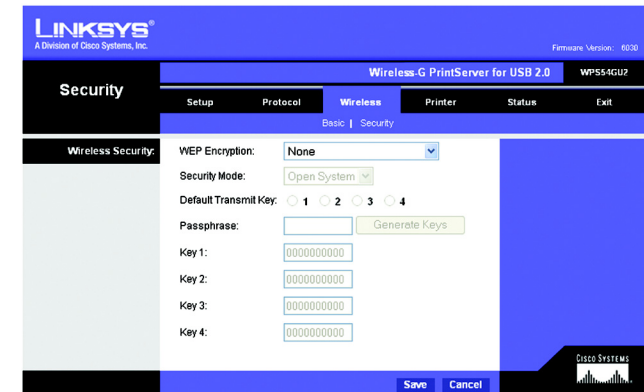 LINKSYS®
A Division of Cisco Systems, Inc.
Firmware Version: 6030
Wireless-G PrintServer for USB 2.0 WPS54GU2
Security
Setup Protocol Wireless Printer Status Exit
Basic | Security
Wireless Security:
WEP Encryption: None
Security Mode: Open System
Default Transmit Key: 1 2 3 4
Passphrase: Generate Keys
Key 1: 0000000000
Key 2: 0000000000
Key 3: 0000000000
Key 4: 0000000000
CISCO SYSTEMS
Save Cancel